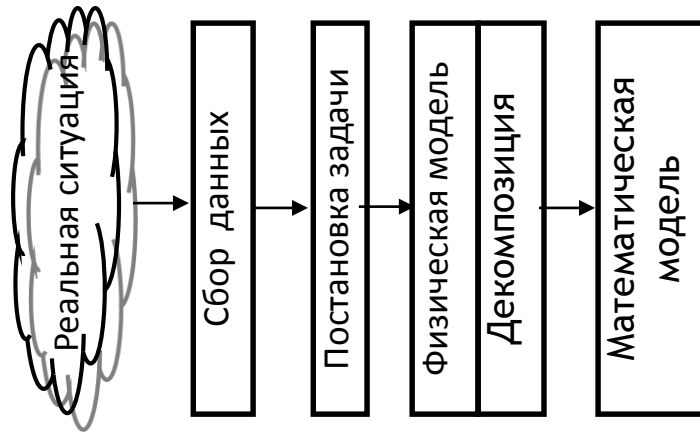 Реальная ситуация
Сбор данных
Постановка задачи
Физическая модель
Декомпозиция
Математическая
модель